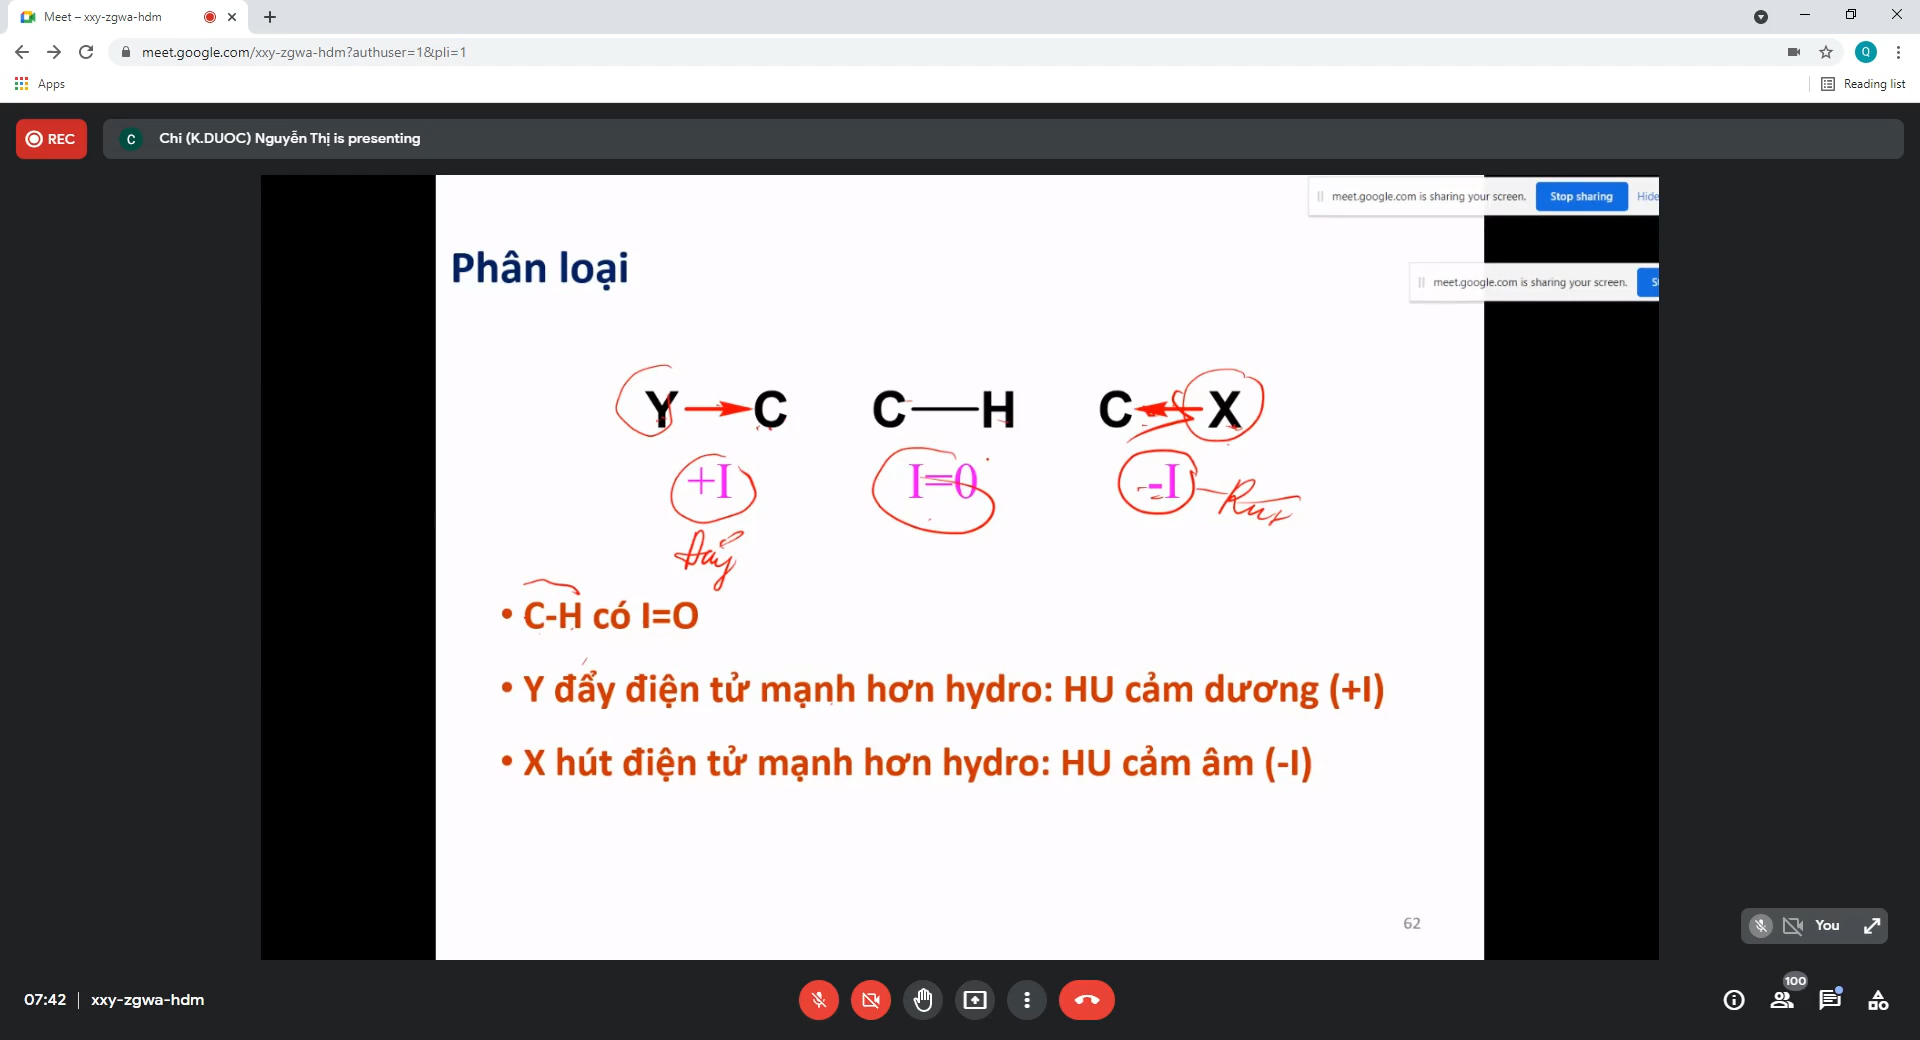 Meet – xxy-zgwa-hdm
meet.google.com/xxy-zgwa-hdm?authuser=1&pli=1
Q
Apps
Reading list
REC
C
Chi (K.DUOC) Nguyễn Thị is presenting
meet.google.com is sharing your screen. Stop sharing Hide
meet.google.com is sharing your screen.
Phân loại
Y C C H C X
+I I=0 -I
Đẩy
• C-H có I=O
• Y đẩy điện tử mạnh hơn hydro: HU cảm dương (+I)
• X hút điện tử mạnh hơn hydro: HU cảm âm (-I)
62
You
07:42 | xxy-zgwa-hdm
100